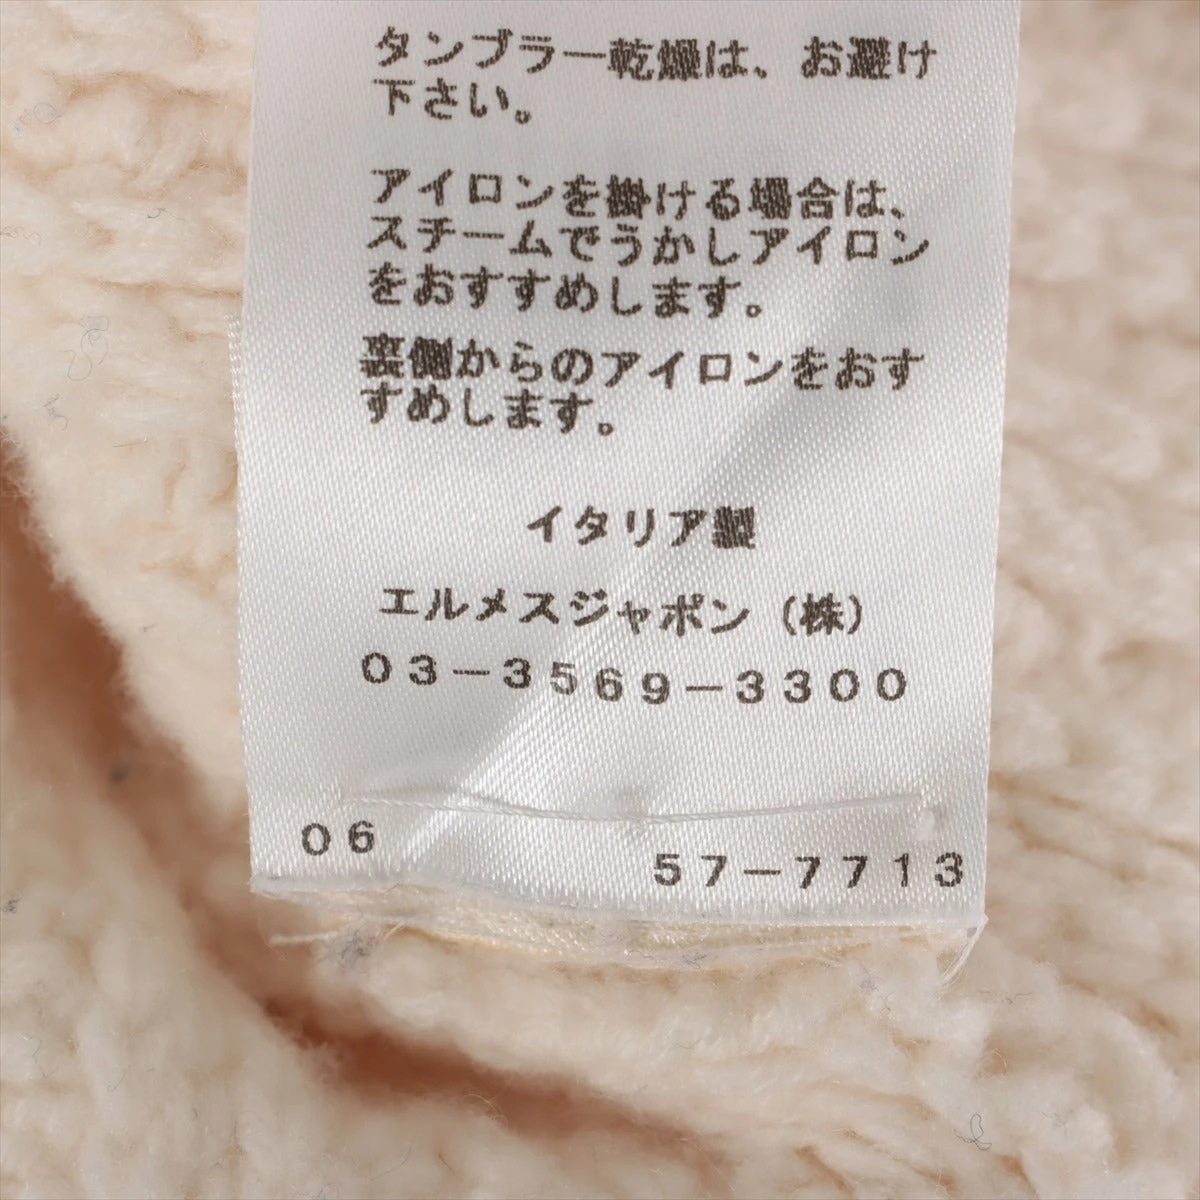 タンブラー乾燥は、お避け
下さい。
アイロンを掛ける場合は、
スチームでうかしアイロン
をおすすめします。
裏側からのアイロンをおす
すめします。
イタリア製
エルメスジャポン（株）
03-3569-3300
06
57-7713